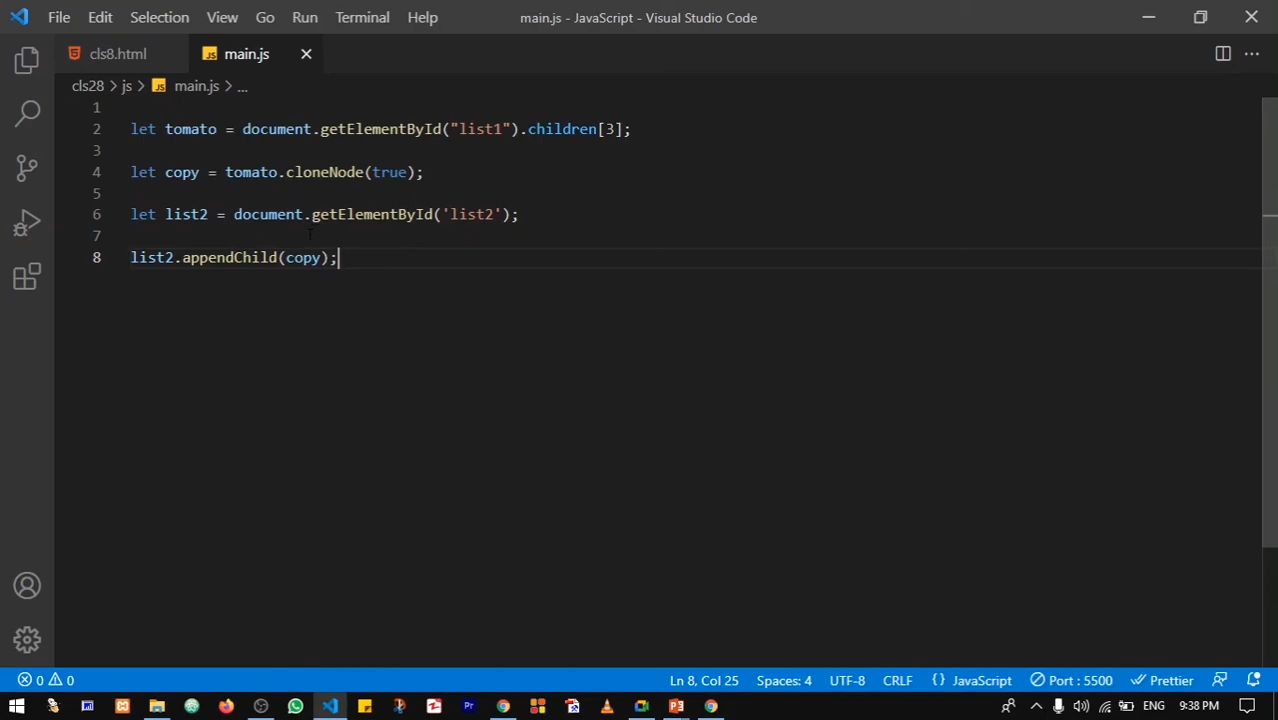 File Edit Selection View Go Run Terminal Help main.js - JavaScript - Visual Studio Code
cls8.html JS main.js
cls28 > js > JS main.js > ...
1
2 let tomato = document.getElementById("list1").children[3];
3
4 let copy = tomato.cloneNode(true);
5
6 let list2 = document.getElementById('list2');
7
8 list2.appendChild(copy);
0 0 Ln 8, Col 25 Spaces: 4 UTF-8 CRLF {} JavaScript Port : 5500 Prettier
Pr ENG 9:38 PM